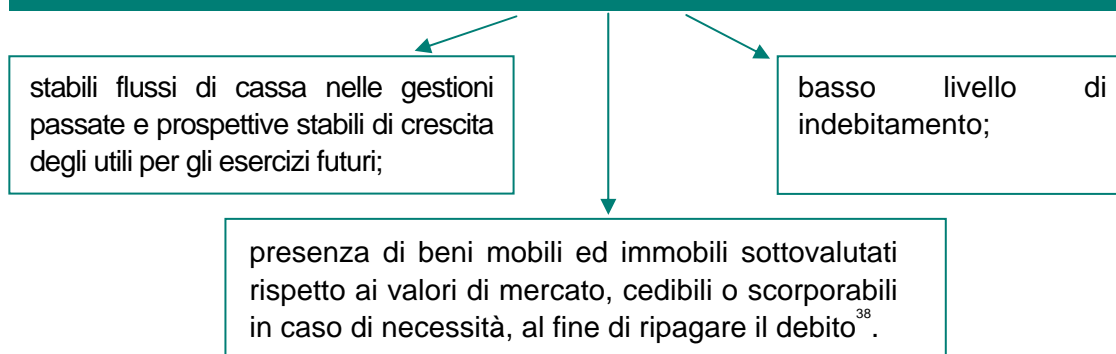 stabili flussi di cassa nelle gestioni
passate e prospettive stabili di crescita
degli utili per gli esercizi futuri;
basso livello di
indebitamento;
presenza di beni mobili ed immobili sottovalutati
rispetto ai valori di mercato, cedibili o scorporabili
in caso di necessità, al fine di ripagare il debito38.